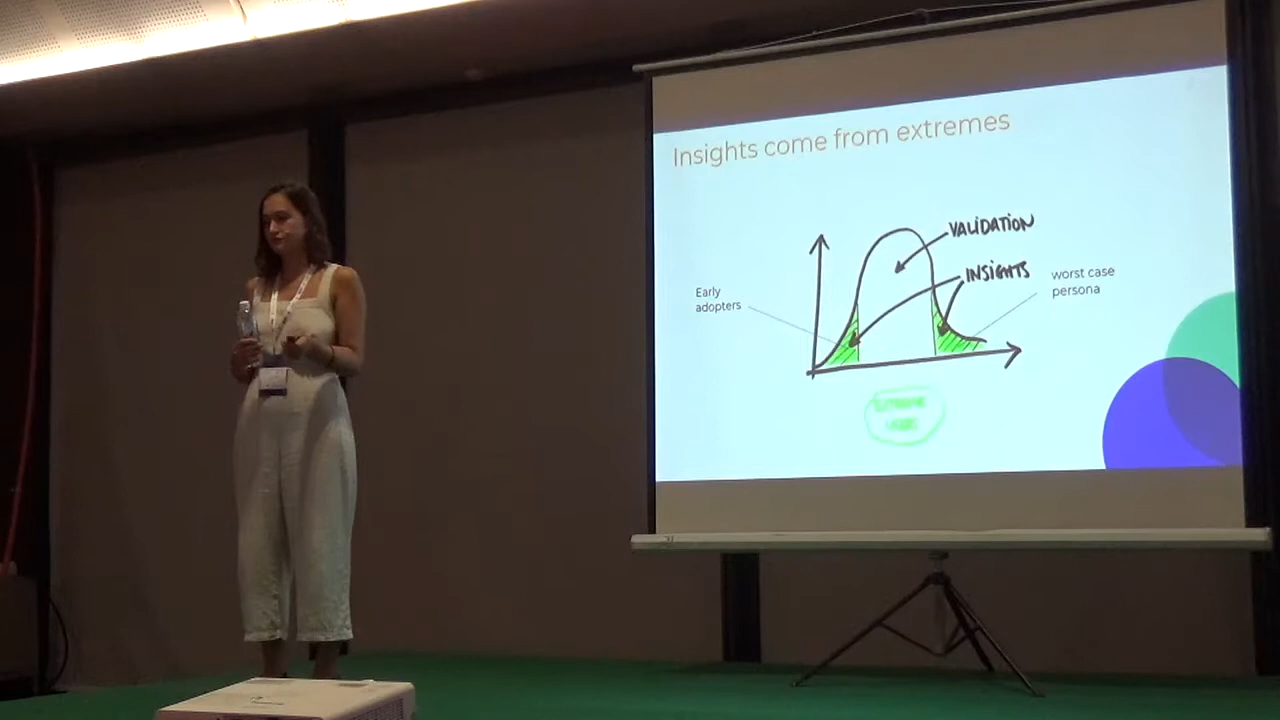 Insights come from extremes
VALIDATION
INSIGHTS
Early
adopters
worst case
persona